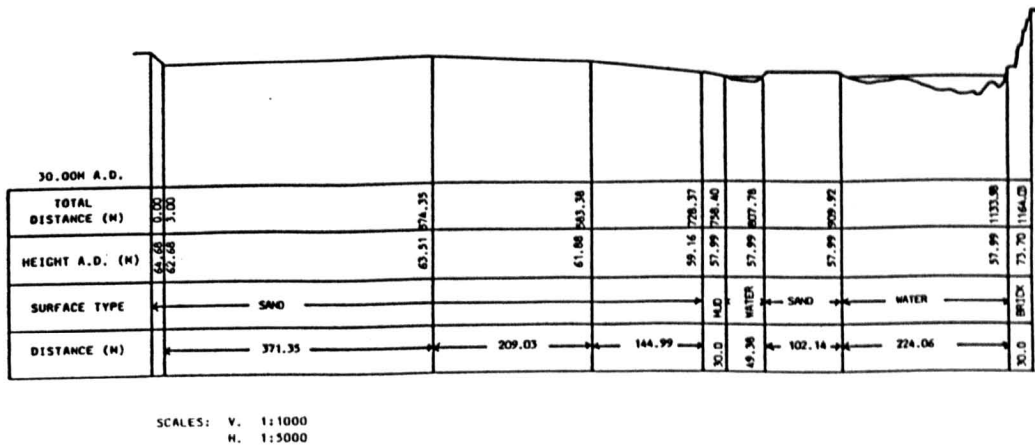 30.00M A.D.
TOTAL DISTANCE (M) 0.00 3.00 374.35 583.38 728.37 758.40 807.78 909.92 1133.98 1164.03
HEIGHT A.D. (M) 64.68 62.68 63.51 61.88 59.16 57.99 57.99 57.99 57.99 73.70
SURFACE TYPE SAND MUD WATER SAND WATER BRICK
DISTANCE (M) 371.35 209.03 144.99 30.0 49.38 102.14 224.06 30.0
SCALES: V. 1:1000
H. 1:5000